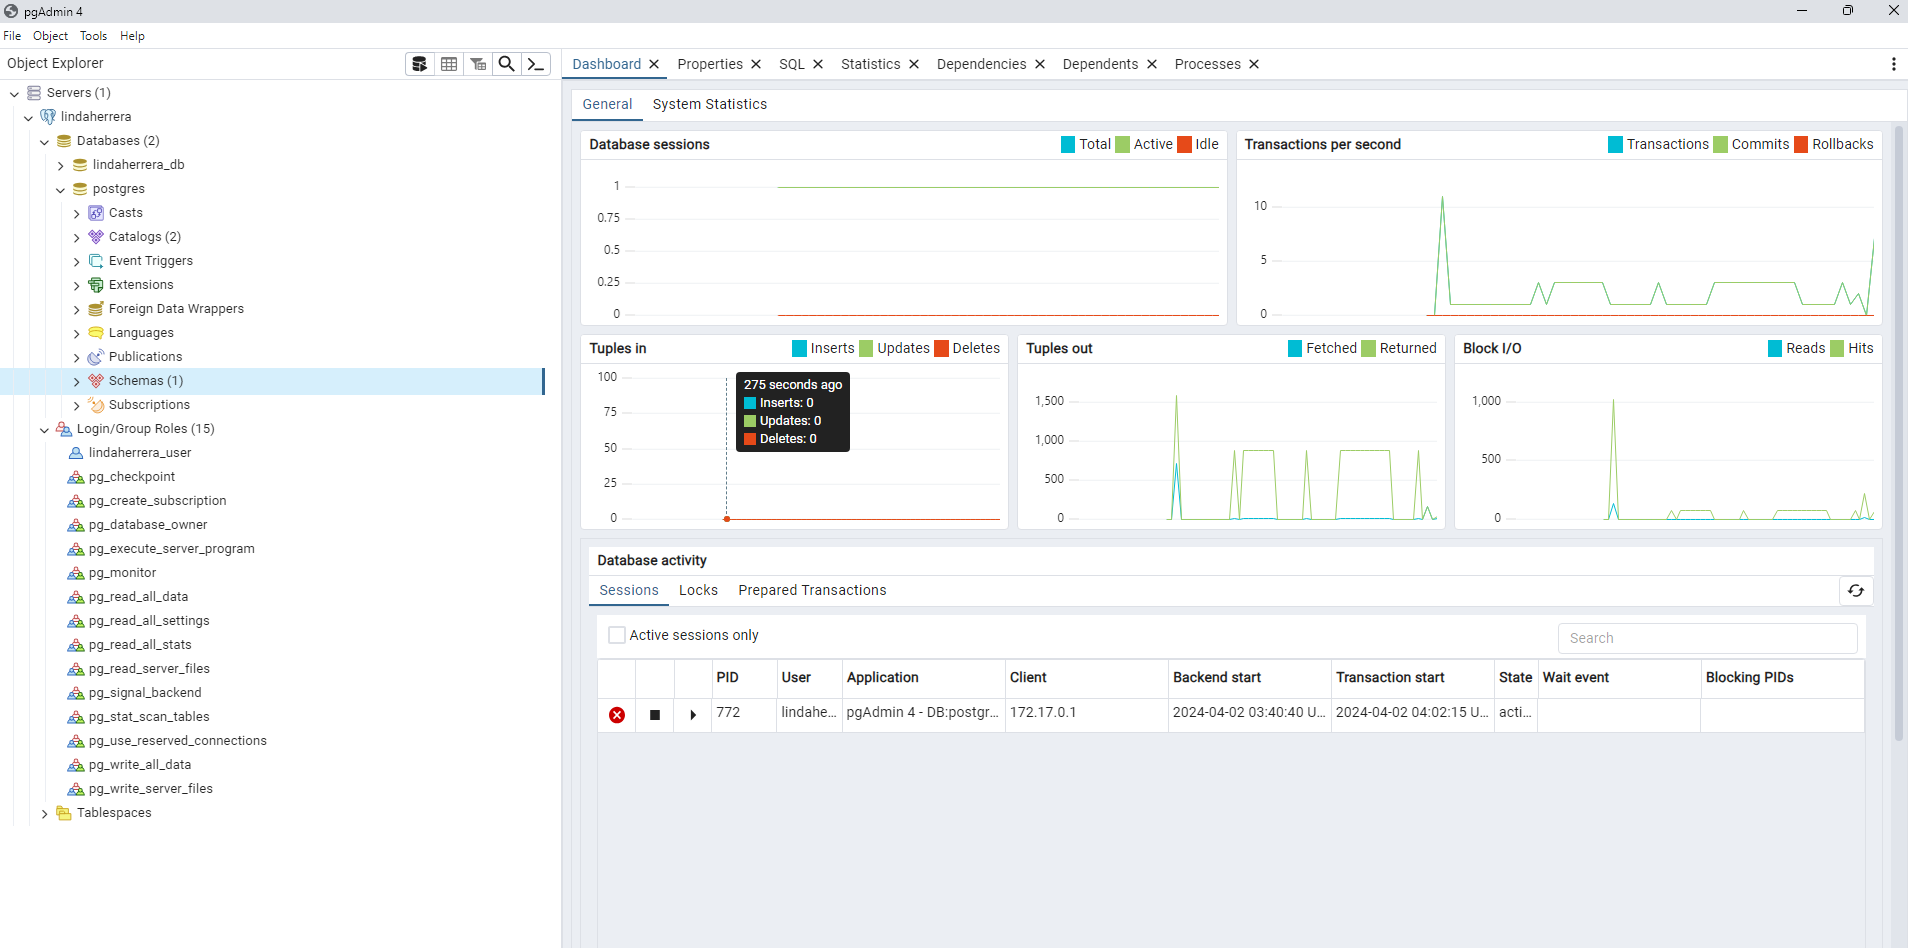 pgAdmin 4
File Object Tools Help
Object Explorer
Servers (1)
lindaherrera
Databases (2)
lindaherrera_db
postgres
Casts
Catalogs (2)
Event Triggers
Extensions
Foreign Data Wrappers
Languages
Publications
Schemas (1)
Subscriptions
Login/Group Roles (15)
lindaherrera_user
pg_checkpoint
pg_create_subscription
pg_database_owner
pg_execute_server_program
pg_monitor
pg_read_all_data
pg_read_all_settings
pg_read_all_stats
pg_read_server_files
pg_signal_backend
pg_stat_scan_tables
pg_use_reserved_connections
pg_write_all_data
pg_write_server_files
Tablespaces
Dashboard Properties SQL Statistics Dependencies Dependents Processes
General System Statistics
Database sessions Total Active Idle
1
0.75
0.5
0.25
0
Transactions per second Transactions Commits Rollbacks
10
5
0
Tuples in Inserts Updates Deletes
100
75
50
25
0
275 seconds ago
Inserts: 0
Updates: 0
Deletes: 0
Tuples out Fetched Returned
1,500
1,000
500
0
Block I/O Reads Hits
1,000
500
0
Database activity
Sessions Locks Prepared Transactions
Active sessions only Search
PID User Application Client Backend start Transaction start State Wait event Blocking PIDs
772 lindahe... pgAdmin 4 - DB:postgr... 172.17.0.1 2024-04-02 03:40:40 U... 2024-04-02 04:02:15 U... acti...